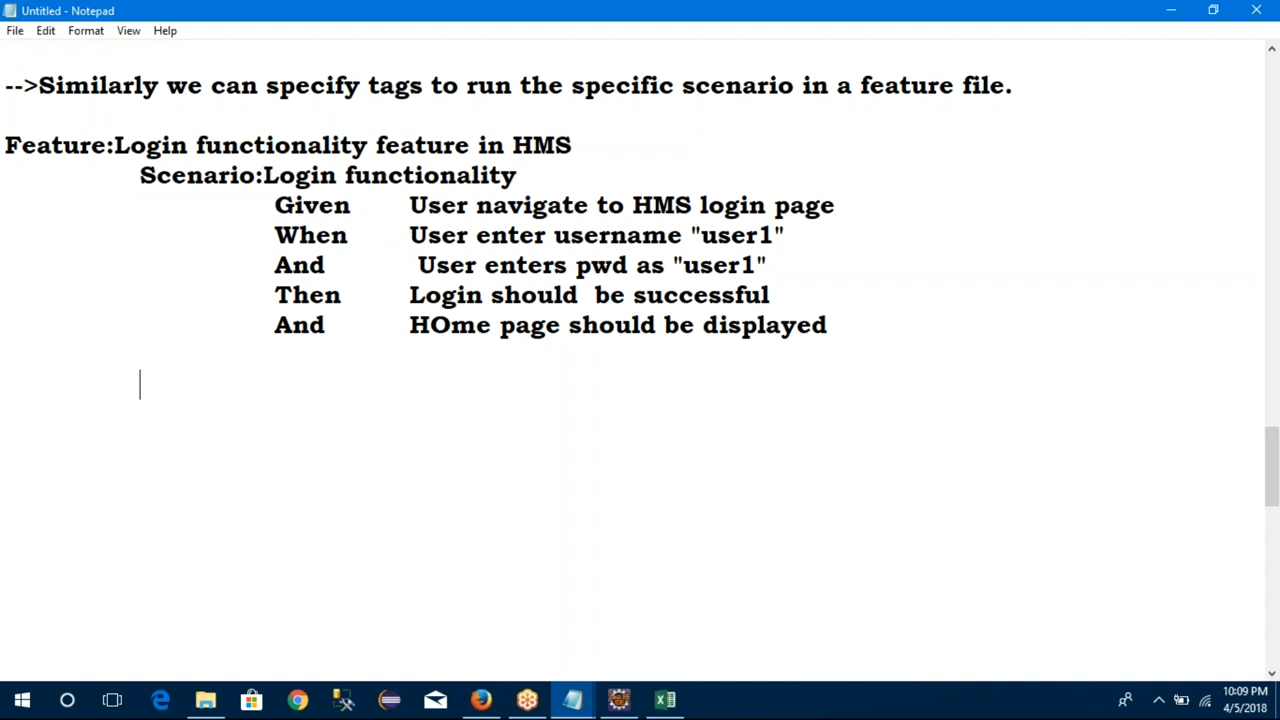 Untitled - Notepad
File Edit Format View Help
-->Similarly we can specify tags to run the specific scenario in a feature file.
Feature:Login functionality feature in HMS
Scenario:Login functionality
Given User navigate to HMS login page
When User enter username "user1"
And User enters pwd as "user1"
Then Login should  be successful
And HOme page should be displayed
10:09 PM
4/5/2018